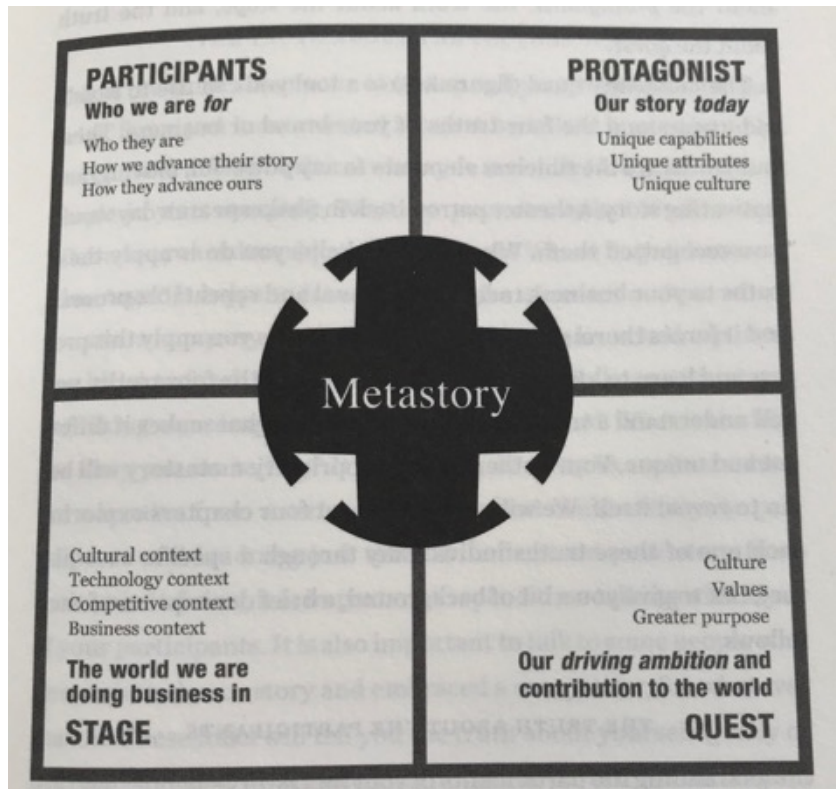 PARTICIPANTS
Who we are for
Who they are
How we advance their story
How they advance ours
PROTAGONIST
Our story today
Unique capabilities
Unique attributes
Unique culture
Metastory
Cultural context
Technology context
Competitive context
Business context
The world we are
doing business in
STAGE
Culture
Values
Greater purpose
Our driving ambition and
contribution to the world
QUEST